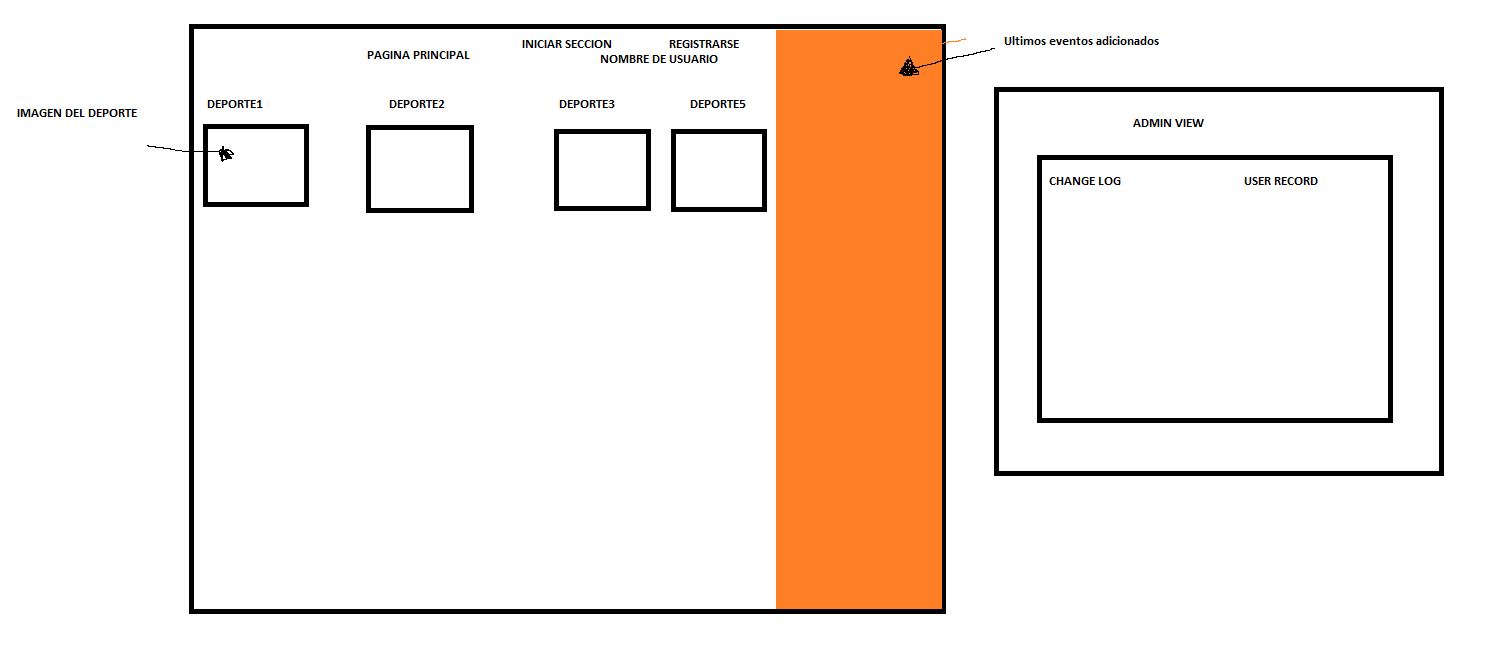 IMAGEN DEL DEPORTE
PAGINA PRINCIPAL
INICIAR SECCION
REGISTRARSE
NOMBRE DE USUARIO
DEPORTE1
DEPORTE2
DEPORTE3
DEPORTE5
Ultimos eventos adicionados
ADMIN VIEW
CHANGE LOG
USER RECORD